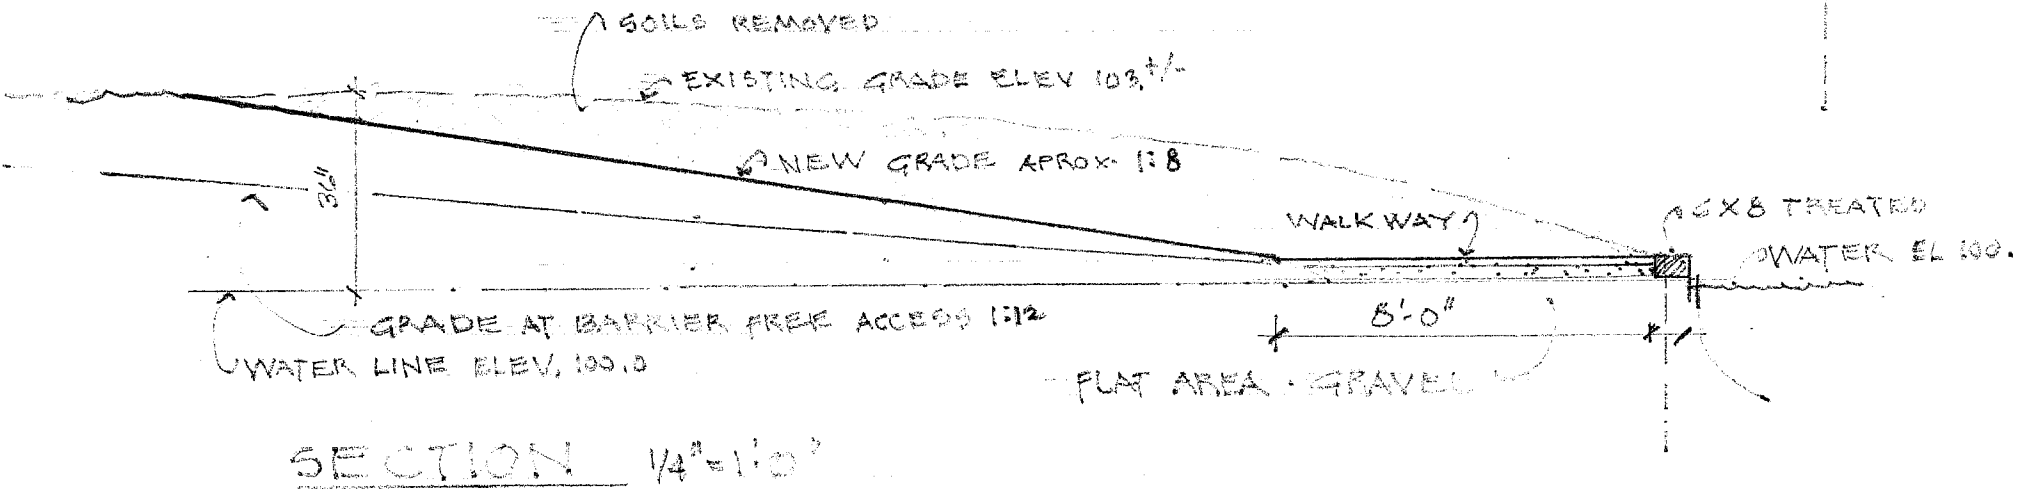 SOILS REMOVED
EXISTING GRADE ELEV 103.+/-
NEW GRADE APROX. 1:8
36"
WALKWAY
6X8 TREATED
WATER EL 100.
8'-0"
GRADE AT BARRIER FREE ACCESS 1:12
WATER LINE ELEV. 100.0
FLAT AREA · GRAVEL
SECTION 1/4"=1'0"